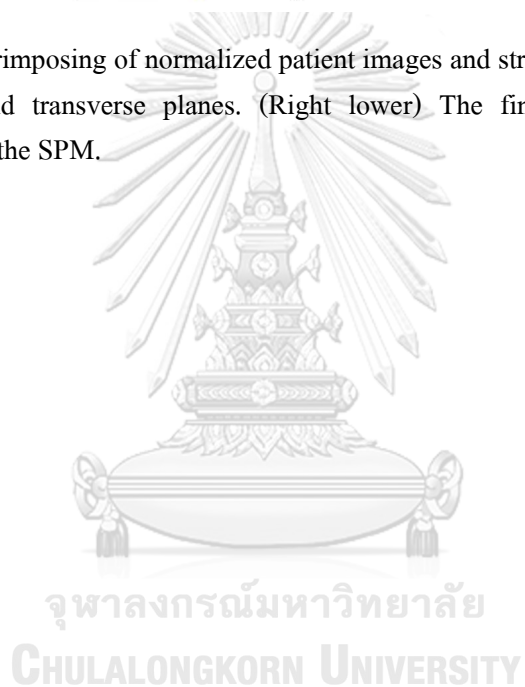 rimposing of normalized patient images and str
d transverse planes. (Right lower) The fir
the SPM.
จุฬาลงกรณ์มหาวิทยาลัย
CHULALONGKORN UNIVERSITY